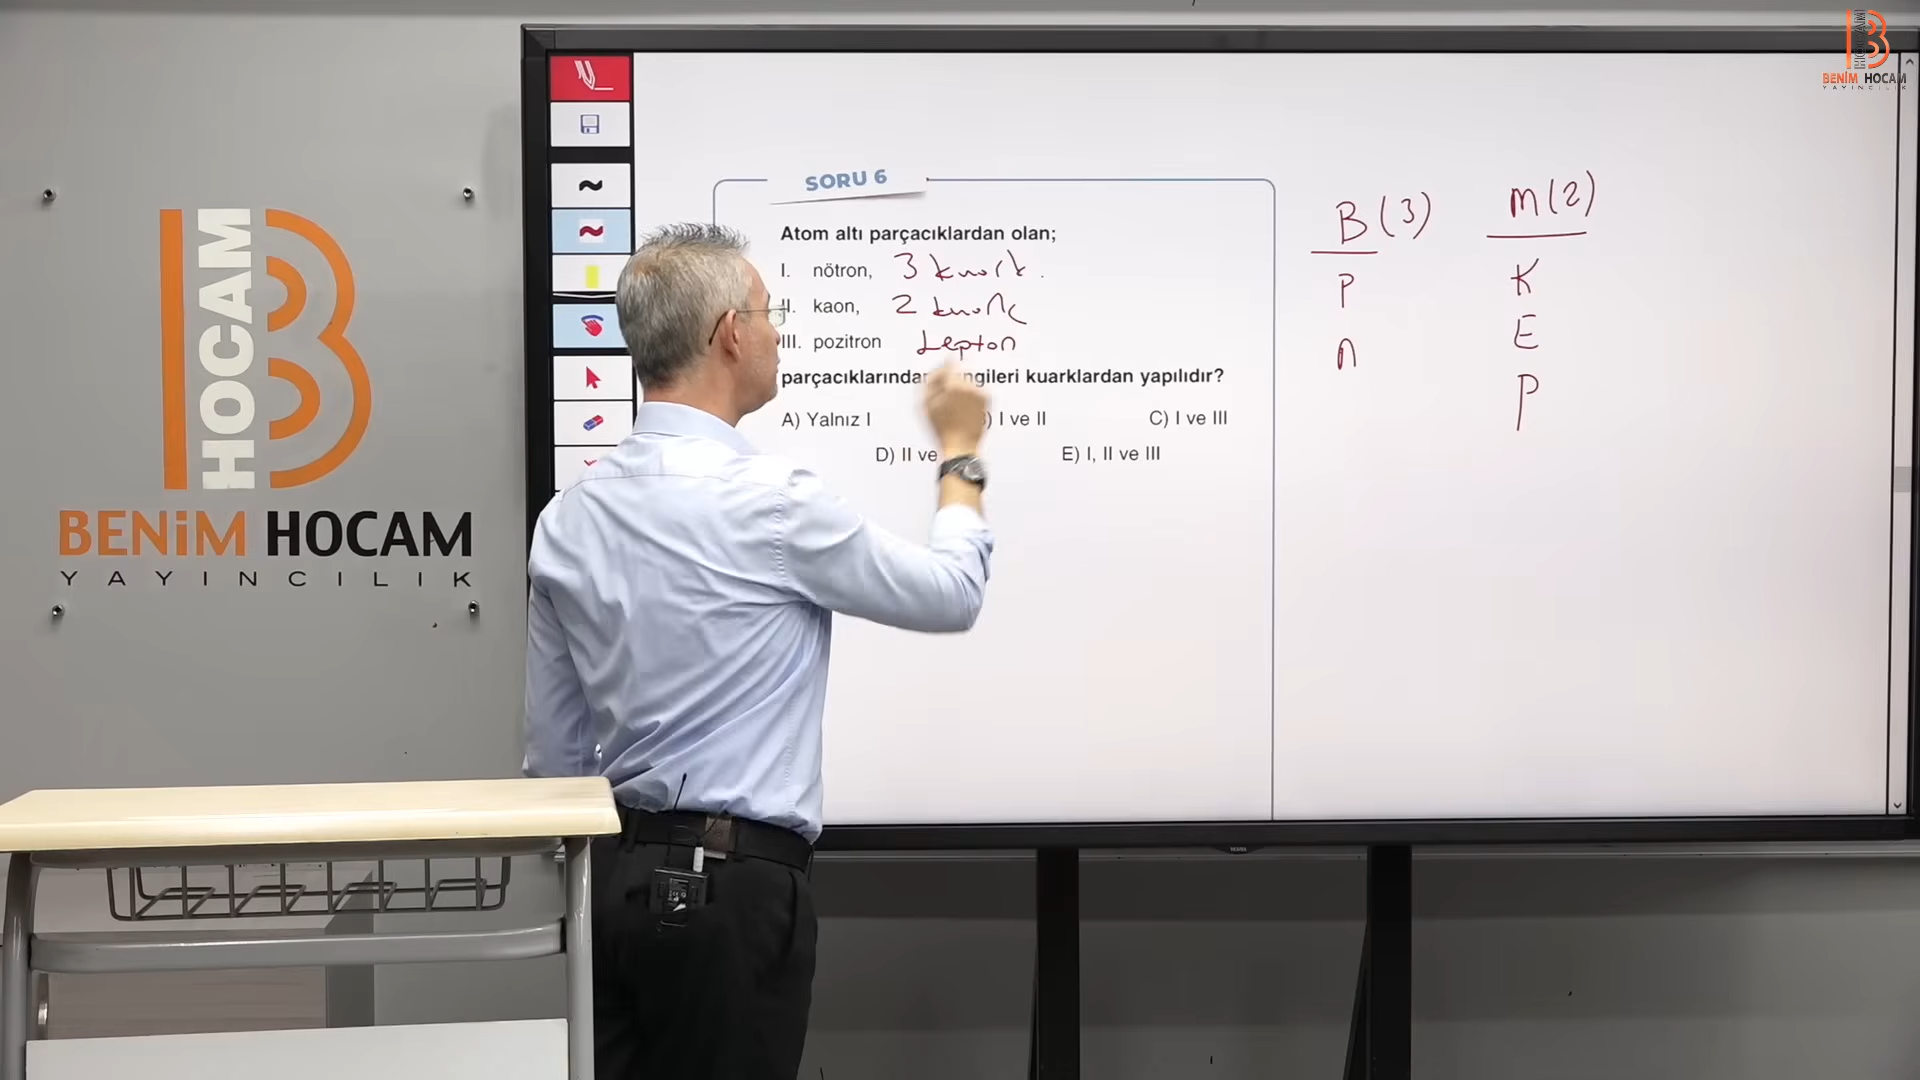 BENİM HOCAM
YAYINCILIK
HOCAM
BENİM HOCAM
YAYINCILIK
SORU 6
Atom altı parçacıklardan olan;
I. nötron, 3 kuark.
II. kaon, 2 kuark
III. pozitron Lepton
parçacıklarından kuarklardan yapılıdır?
A) Yalnız I I ve II C) I ve III
D) II ve E) I, II ve III
B (3) M (2)
P K
n E
P